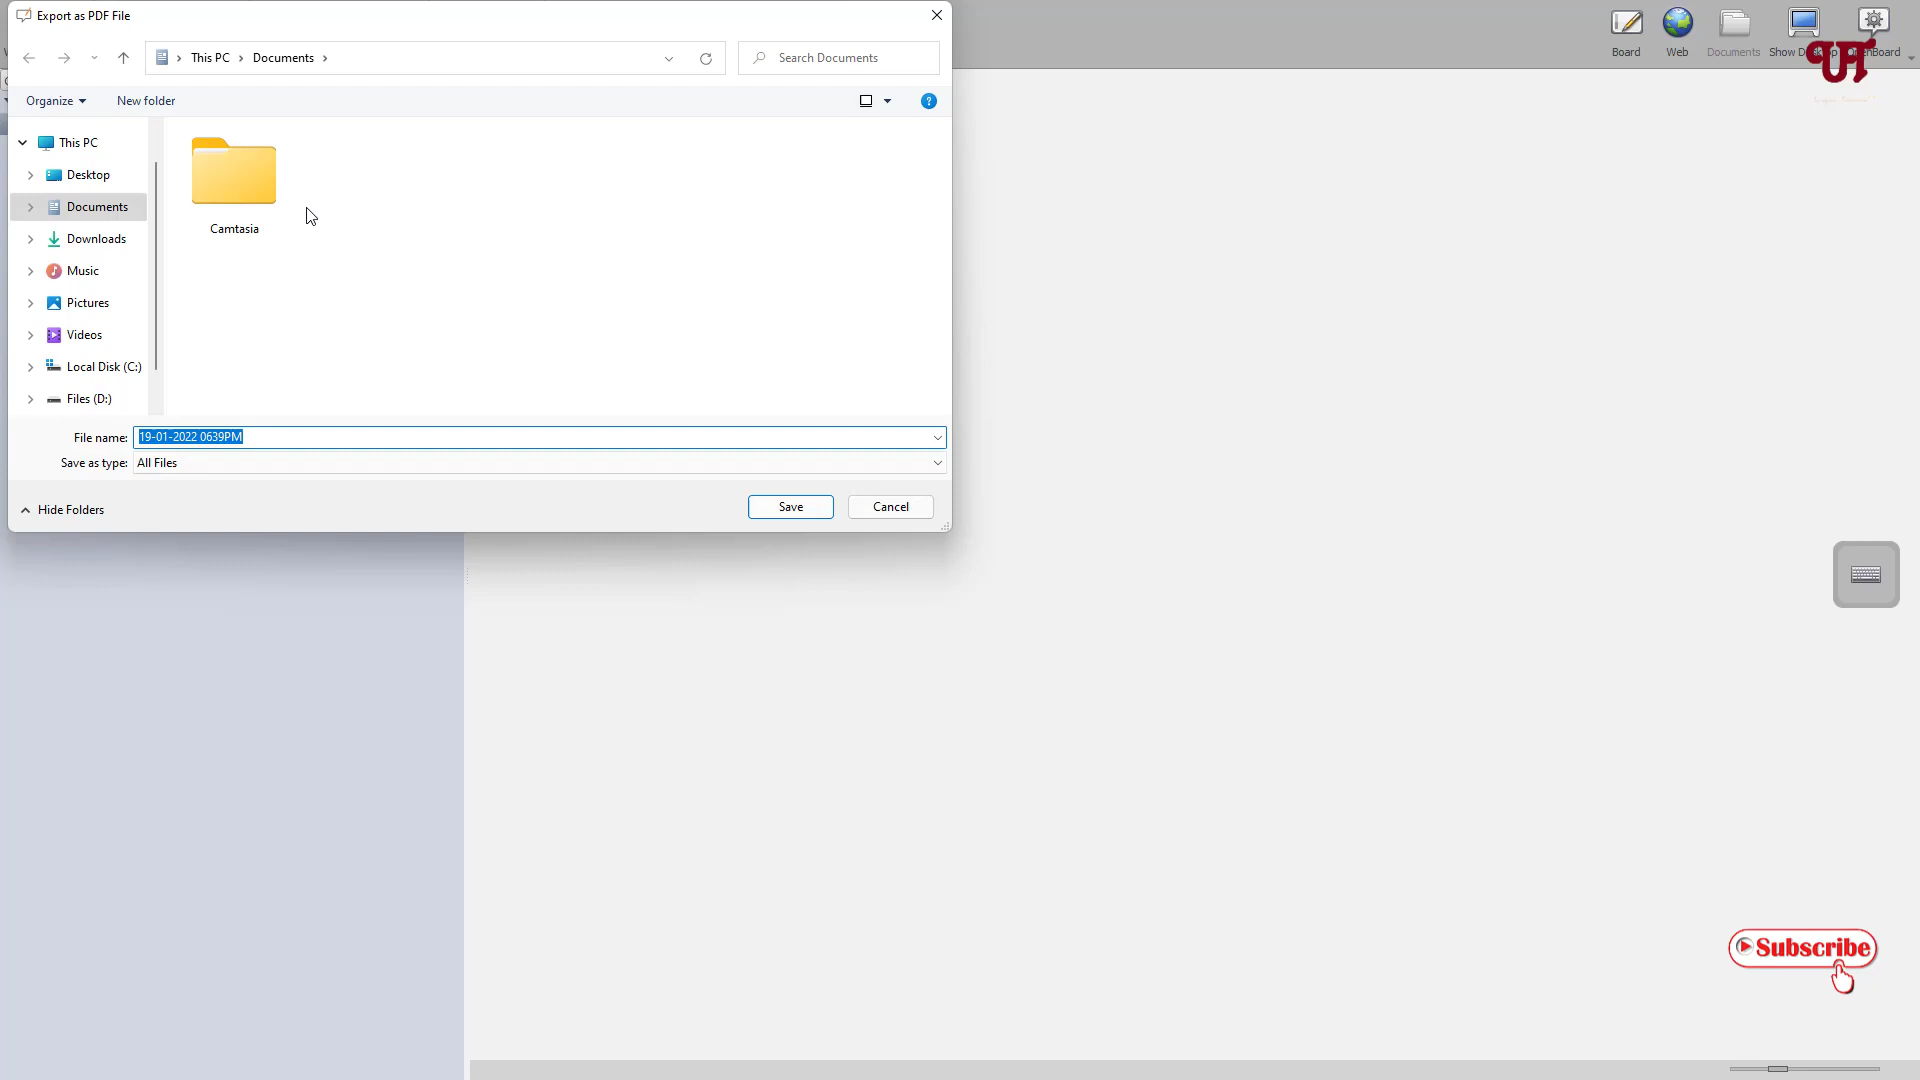 Export as PDF File
This PC
Documents
Search Documents
Organize
New folder
This PC
Desktop
Documents
Downloads
Music
Pictures
Videos
Local Disk (C:)
Files (D:)
Camtasia
File name: 19-01-2022 0639PM
Save as type: All Files
Hide Folders
Save
Cancel
Board
Web
Documents
Show
UT
Subscribe